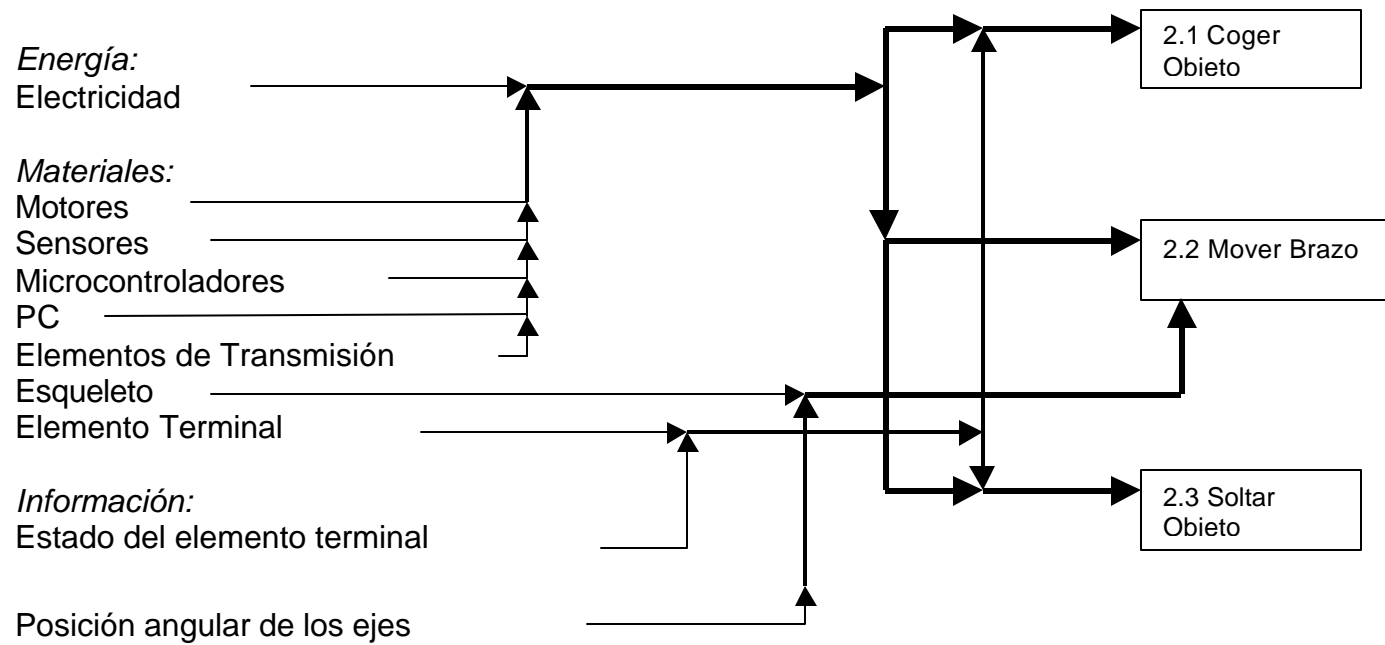 Energía:
Electricidad
Materiales:
Motores
Sensores
Microcontroladores
PC
Elementos de Transmisión
Esqueleto
Elemento Terminal
Información:
Estado del elemento terminal
Posición angular de los ejes
2.1 Coger
Obieto
2.2 Mover Brazo
2.3 Soltar
Obieto